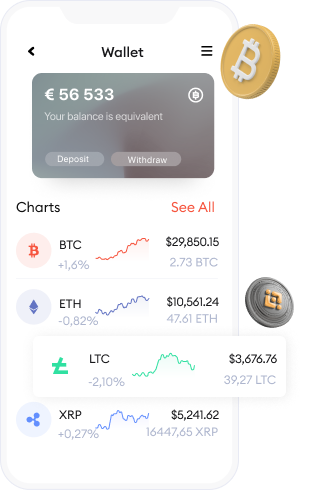 Wallet
€ 56 533
Your balance is equivalent
Deposit Withdraw
Charts See All
BTC $29,850.15
+1,6% 2.73 BTC
ETH $10,561.24
-0,82% 47.61 ETH
LTC $3,676.76
-2,10% 39,27 LTC
XRP $5,241.62
+0,27% 16447,65 XRP